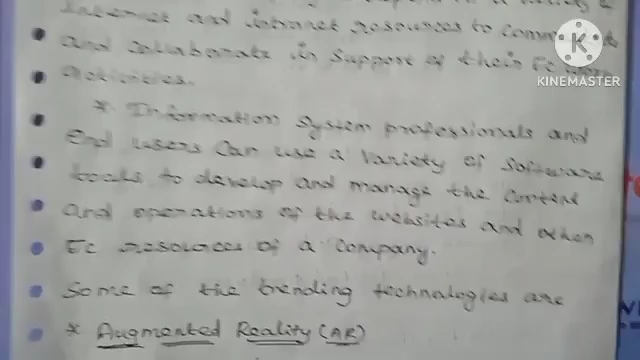 Internet and intranet resources to
and collaborate in support of their Ec
activities.
* Information system professionals and
end users can use a variety of software
tools to develop and manage the content
and operations of the websites and other
Ec resources of a company.
Some of the trending technologies are
* Augmented Reality (AR)
K
KINEMASTER